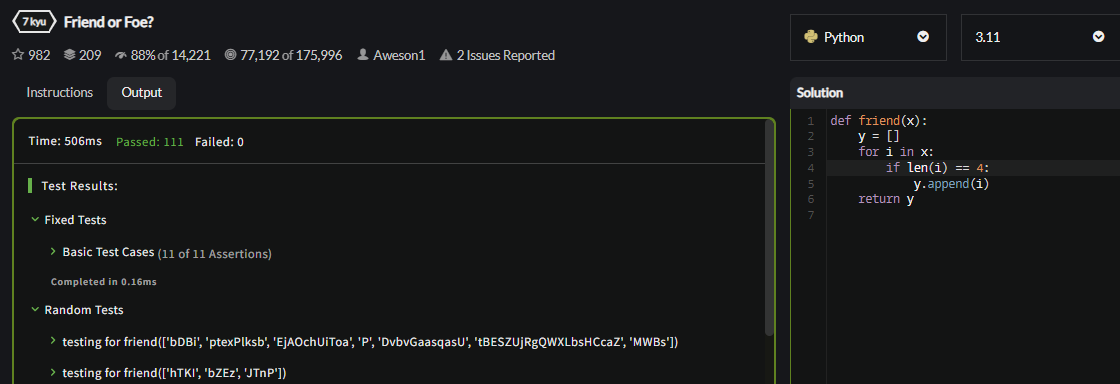 7 kyu Friend or Foe?
982 209 88% of 14,221 77,192 of 175,996 Aweson1 2 Issues Reported
Instructions Output
Time: 506ms Passed: 111 Failed: 0
Test Results:
Fixed Tests
Basic Test Cases (11 of 11 Assertions)
Completed in 0.16ms
Random Tests
testing for friend(['bDBi', 'ptexPlksb', 'EjAOchUiToa', 'P', 'DvbvGaasqasU', 'tBESZUjRgQWXLbsHCcaZ', 'MWBs'])
testing for friend(['hTKI', 'bZEz', 'JTnP'])
Python 3.11
Solution
1 def friend(x):
2 y = []
3 for i in x:
4 if len(i) == 4:
5 y.append(i)
6 return y
7